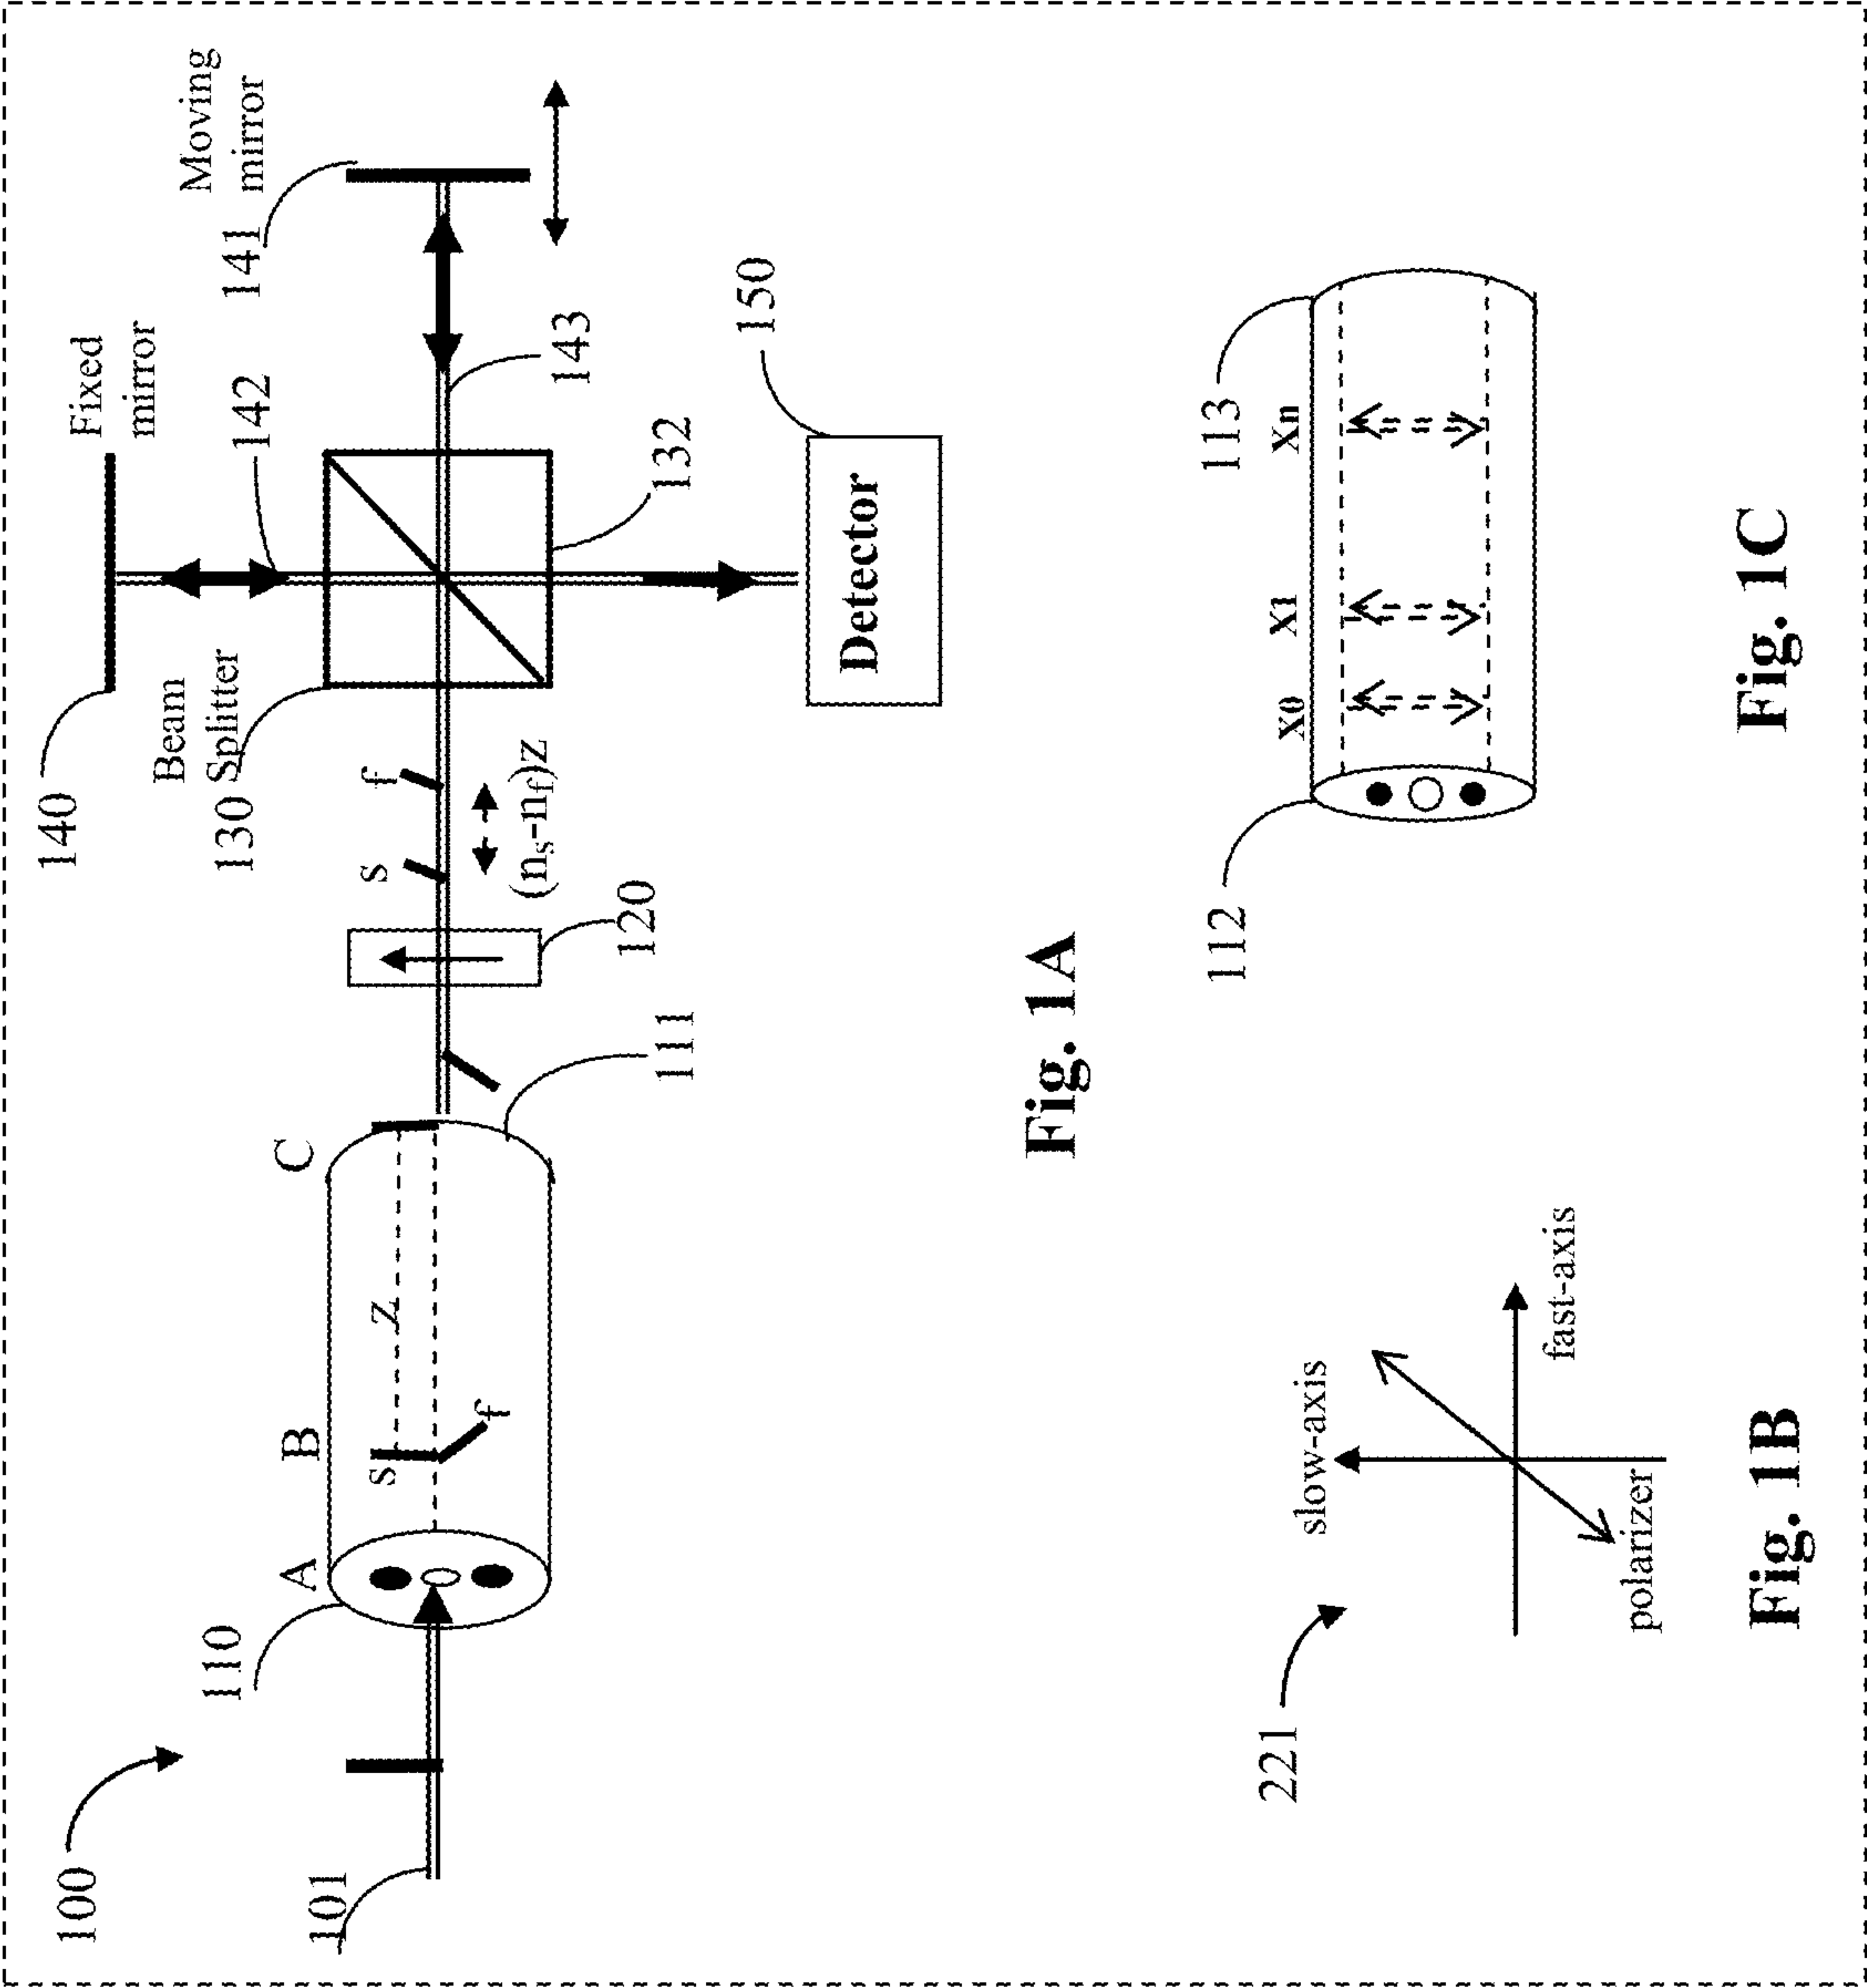 100
101
110
A
B
C
s
f
z
111
120
s
f
(nₛ-n_f)z
130
Beam
Splitter
140
Fixed
mirror
142
Moving
mirror
141
143
132
150
Detector
Fig. 1A
221
slow-axis
fast-axis
polarizer
Fig. 1B
112
X0
X1
Xn
113
Fig. 1C